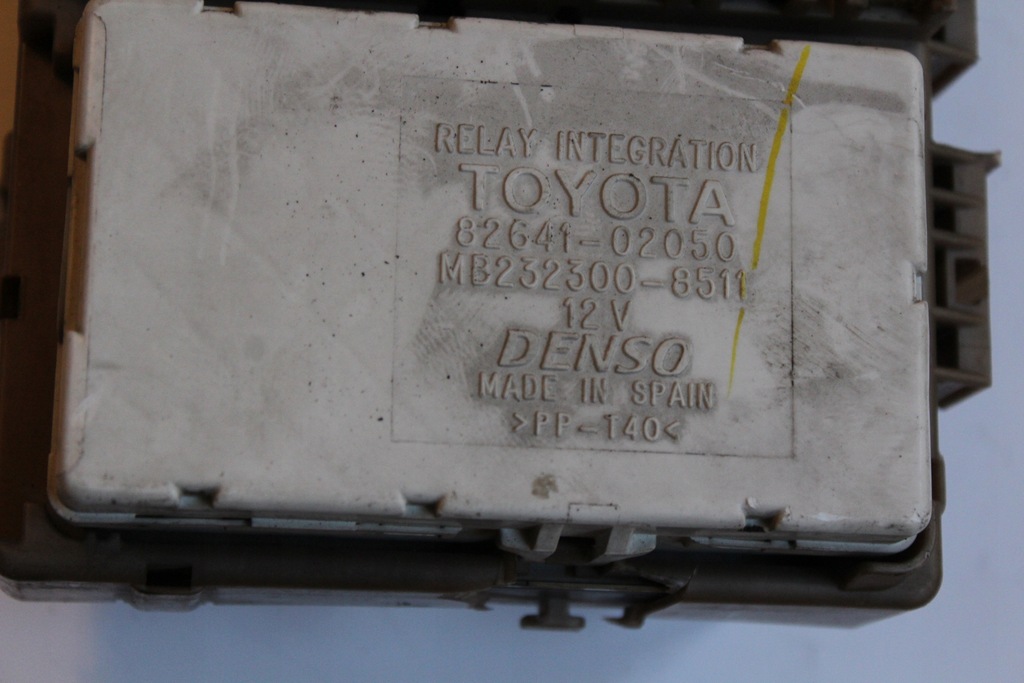 RELAY INTEGRATION
TOYOTA
82641-02050
MB232300-8511
12V
DENSO
MADE IN SPAIN
>PP-T40<